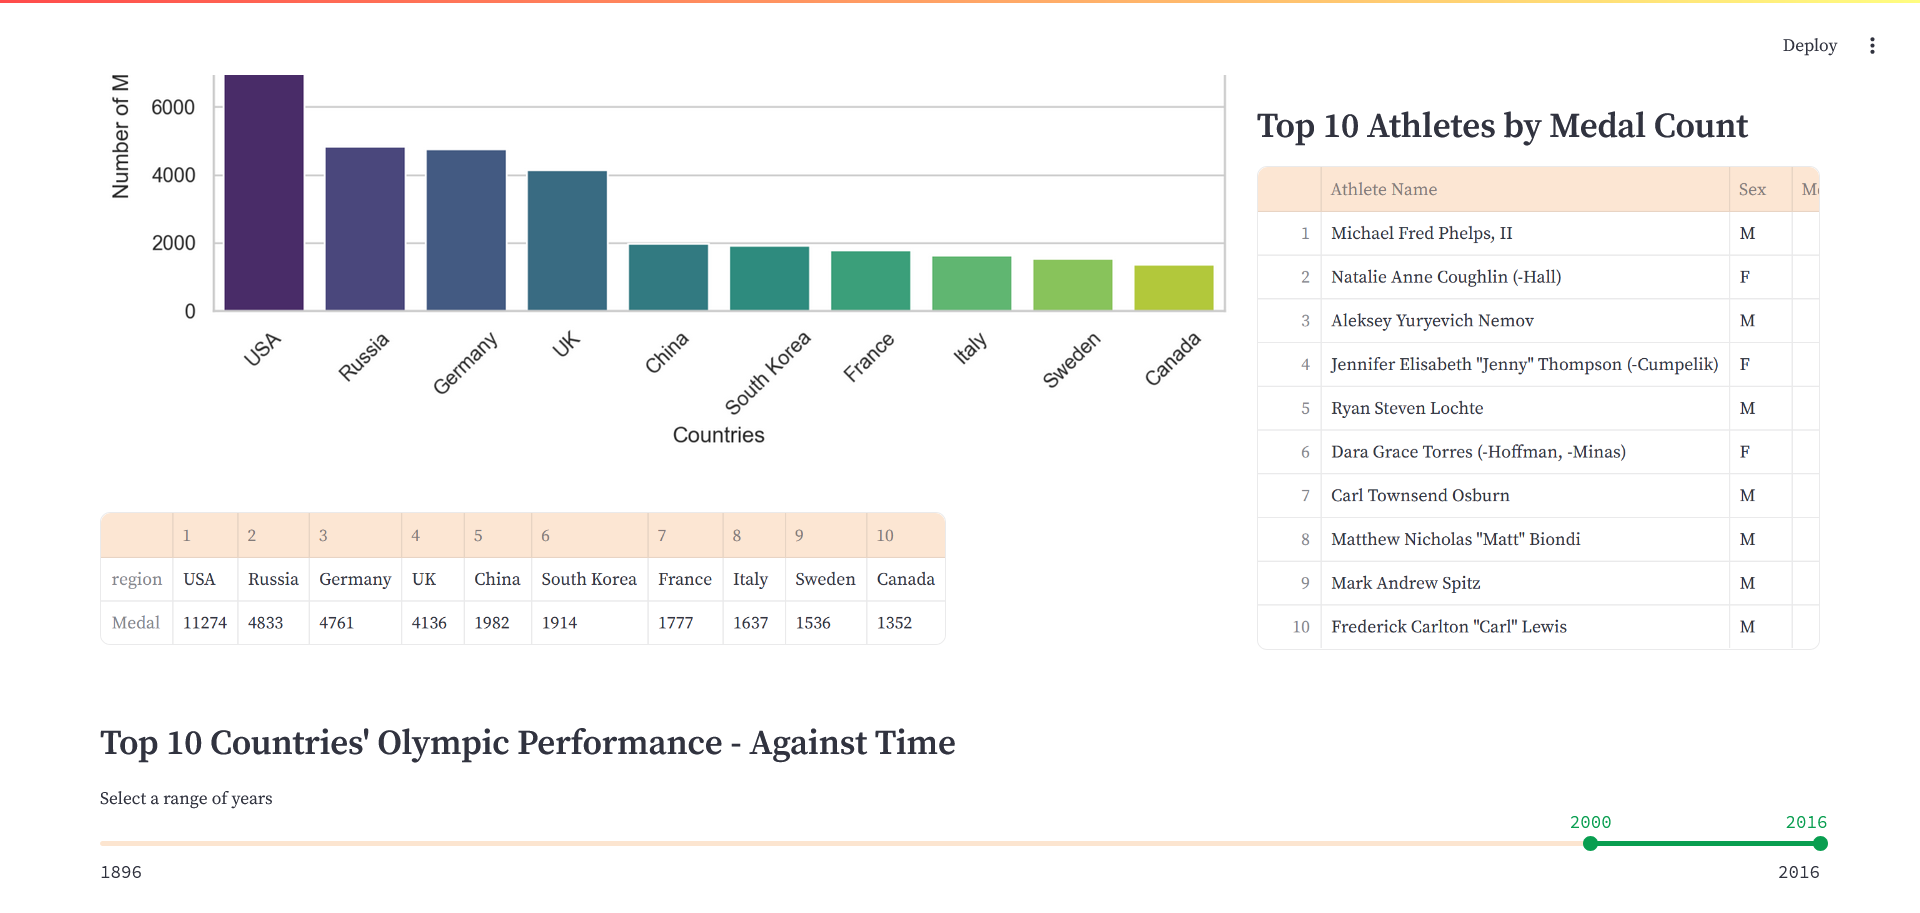 Deploy
Number of M
6000
4000
2000
0
USA
Russia
Germany
UK
China
South Korea
France
Italy
Sweden
Canada
Countries
Top 10 Athletes by Medal Count
Athlete Name Sex
1 Michael Fred Phelps, II M
2 Natalie Anne Coughlin (-Hall) F
3 Aleksey Yuryevich Nemov M
4 Jennifer Elisabeth "Jenny" Thompson (-Cumpelik) F
5 Ryan Steven Lochte M
6 Dara Grace Torres (-Hoffman, -Minas) F
7 Carl Townsend Osburn M
8 Matthew Nicholas "Matt" Biondi M
9 Mark Andrew Spitz M
10 Frederick Carlton "Carl" Lewis M
1 2 3 4 5 6 7 8 9 10
region USA Russia Germany UK China South Korea France Italy Sweden Canada
Medal 11274 4833 4761 4136 1982 1914 1777 1637 1536 1352
Top 10 Countries' Olympic Performance - Against Time
Select a range of years
2000 2016
1896 2016